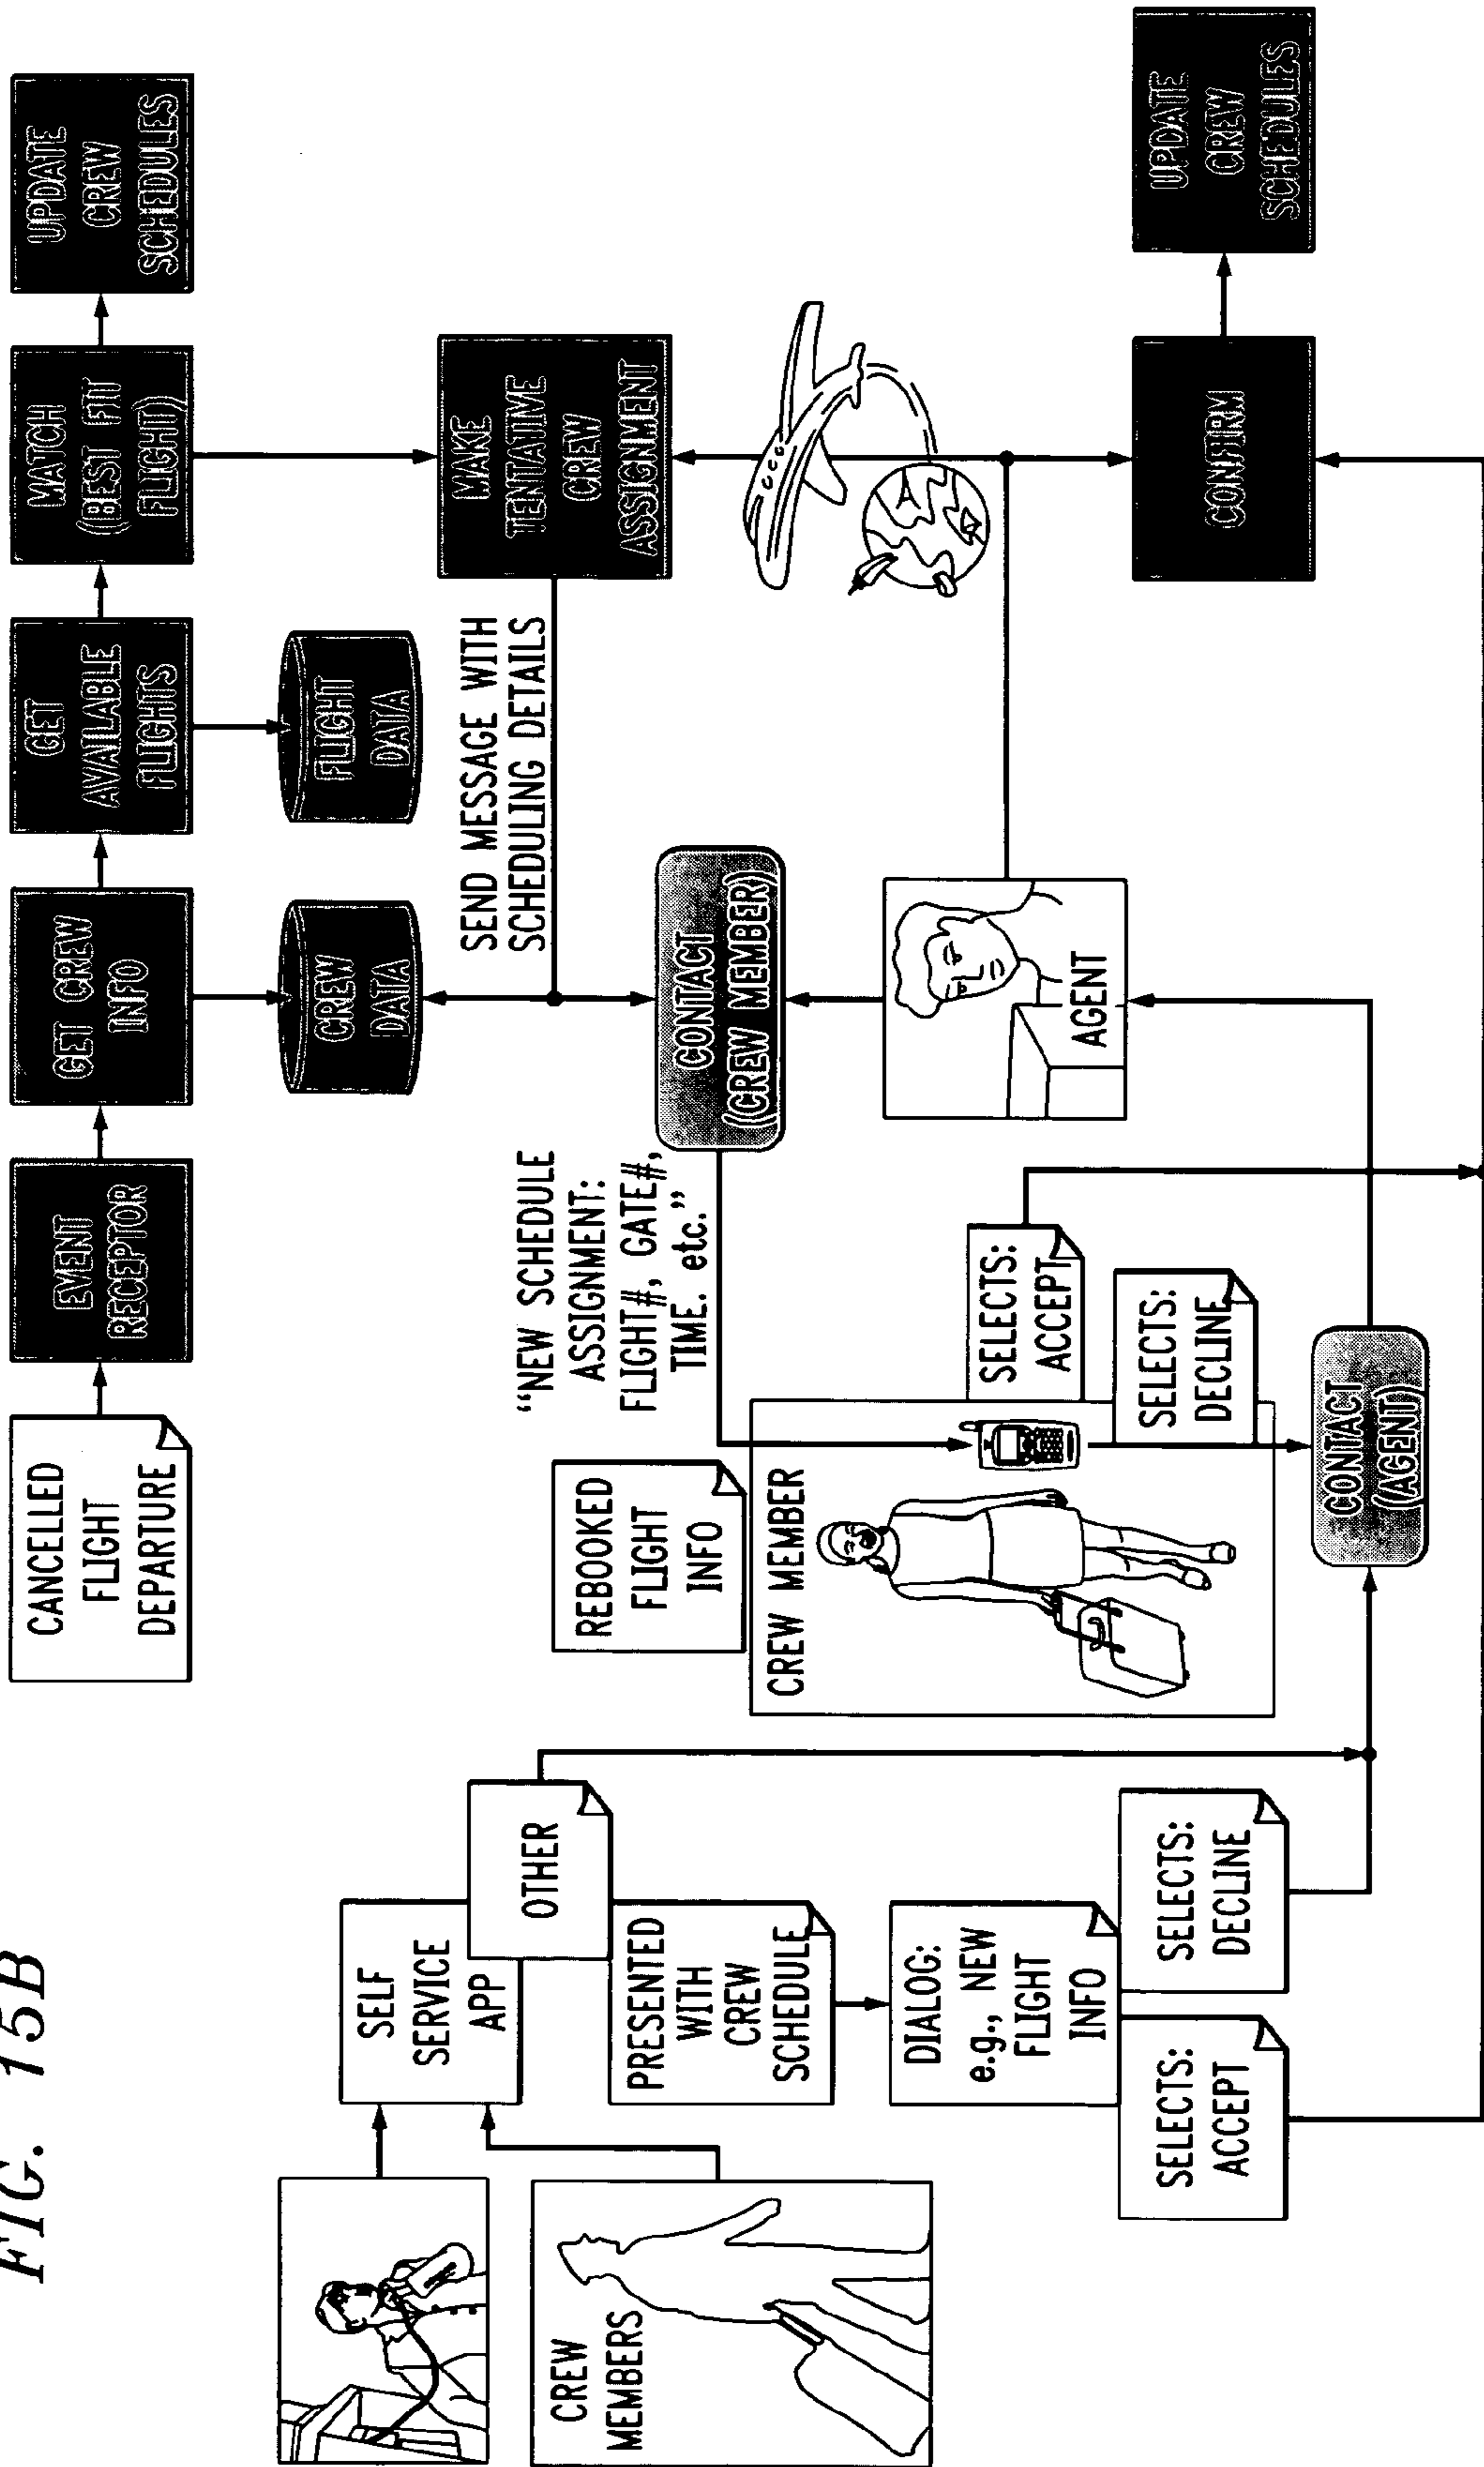 FIG. 15B
CANCELLED
FLIGHT
DEPARTURE
EVENT
RECEPTOR
GET CREW
INFO
GET
AVAILABLE
FLIGHTS
MATCH
(BEST FIT
FLIGHT)
UPDATE
CREW
SCHEDULES
CREW
DATA
FLIGHT
DATA
SELF
SERVICE
APP
OTHER
PRESENTED
WITH
CREW
SCHEDULE
DIALOG:
e.g., NEW
FLIGHT
INFO
SELECTS:
ACCEPT
SELECTS:
DECLINE
CREW
MEMBERS
REBOOKED
FLIGHT
INFO
CREW MEMBER
"NEW SCHEDULE
ASSIGNMENT:
FLIGHT#, GATE#,
TIME. etc."
SELECTS:
ACCEPT
SELECTS:
DECLINE
CONTACT
(AGENT)
SEND MESSAGE WITH
SCHEDULING DETAILS
CONTACT
(CREW MEMBER)
AGENT
MAKE
TENTATIVE
CREW
ASSIGNMENT
CONFIRM
UPDATE
CREW
SCHEDULES